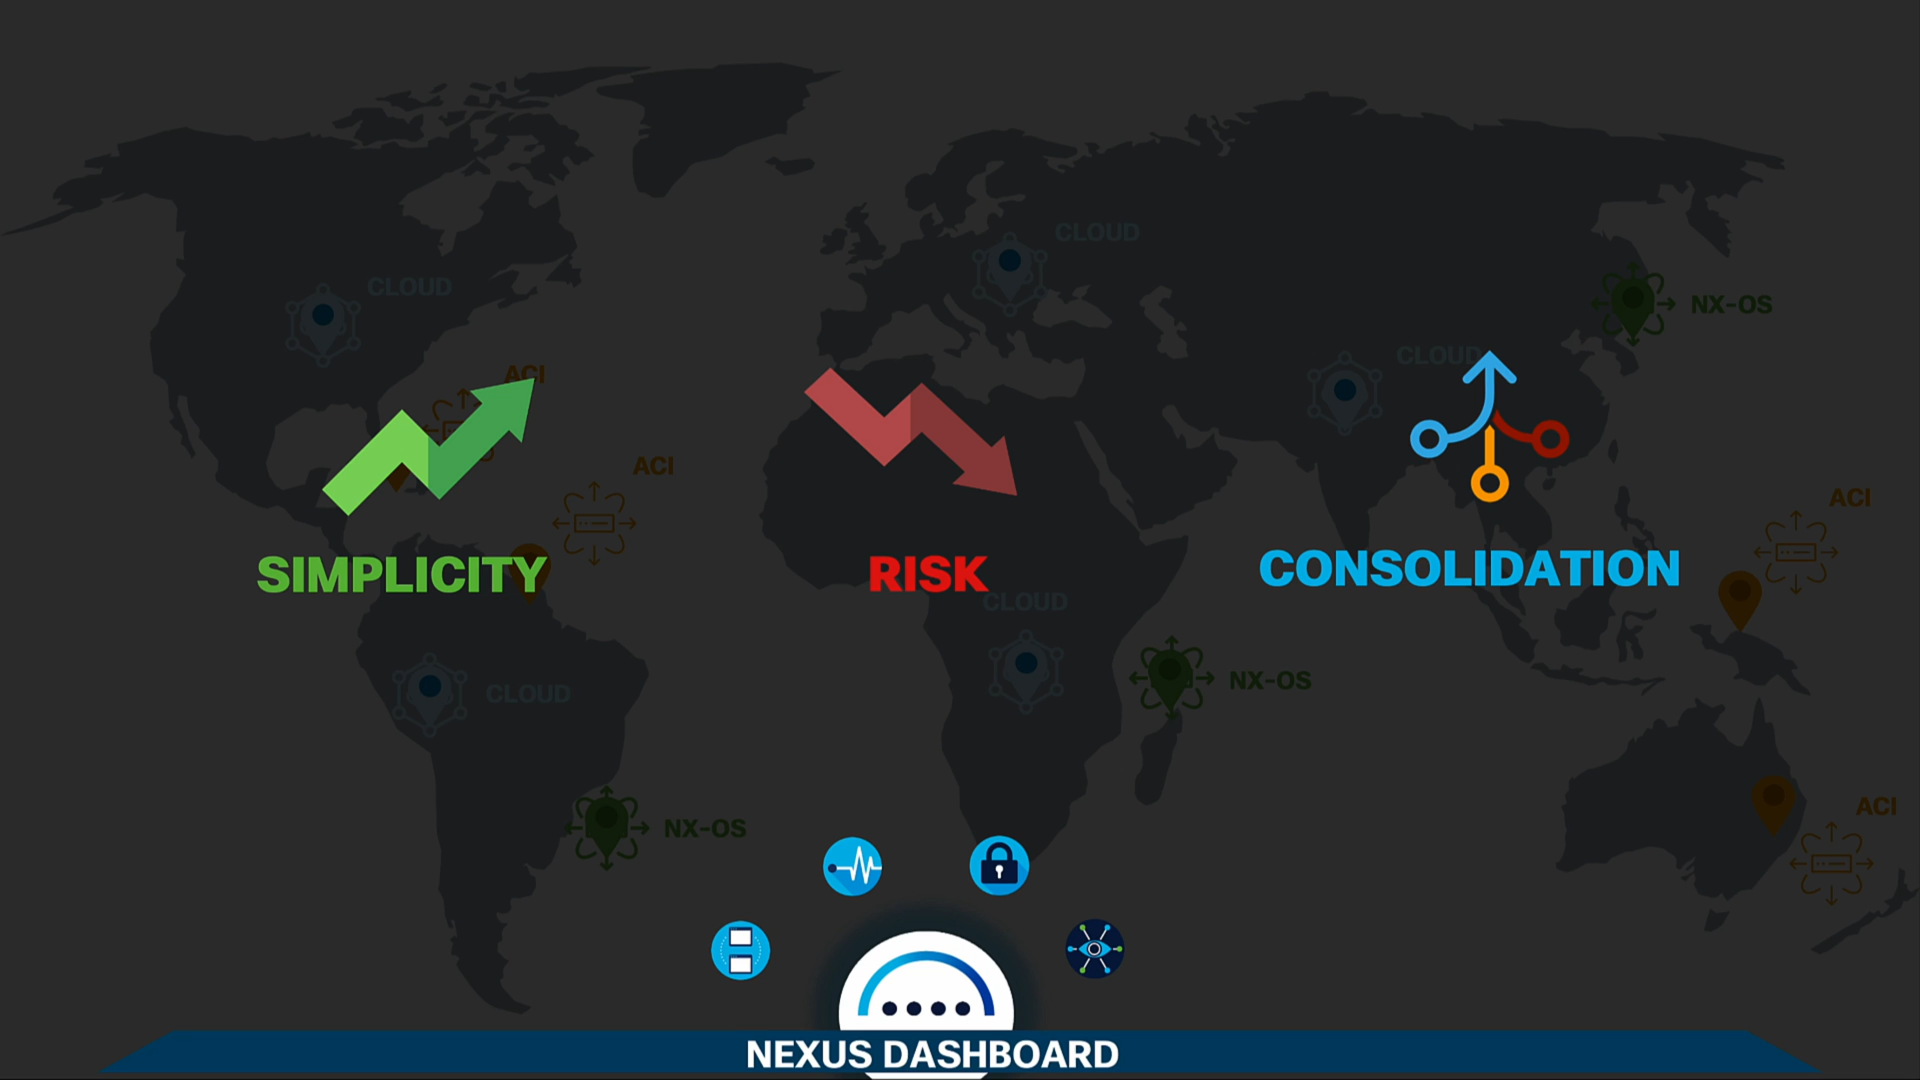 CLOUD
CLOUD
NX-OS
CLOUD
ACI
ACI
ACI
SIMPLICITY
RISK
CONSOLIDATION
CLOUD
NX-OS
CLOUD
ACI
NX-OS
NEXUS DASHBOARD